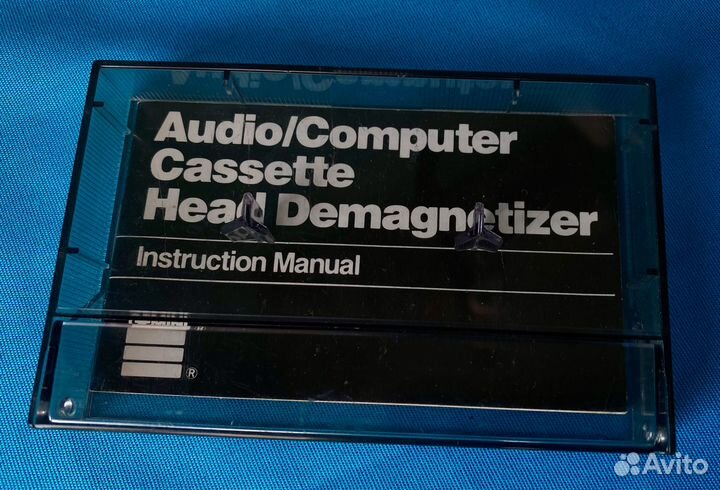 Audio/Computer
Cassette
Head Demagnetizer
Instruction Manual
®
Avito